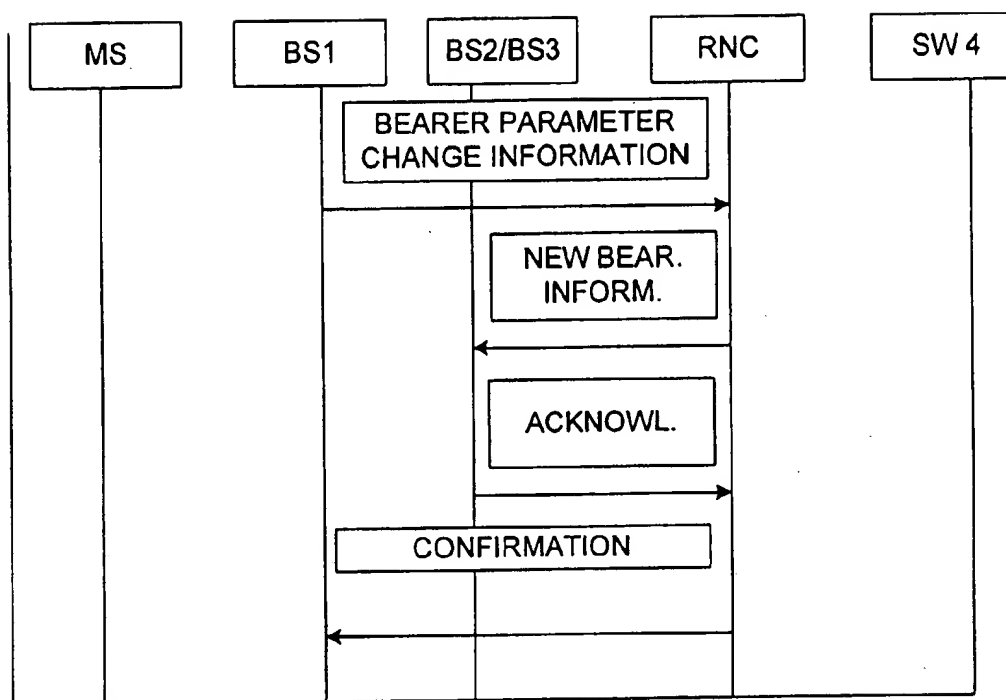 MS
BS1
BS2/BS3
RNC
SW 4
BEARER PARAMETER
CHANGE INFORMATION
NEW BEAR.
INFORM.
ACKNOWL.
CONFIRMATION